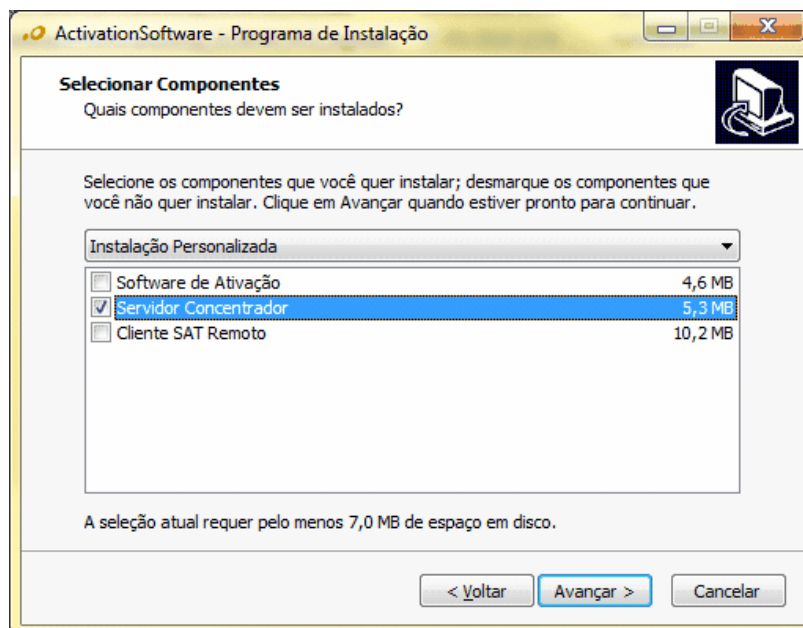 ActivationSoftware - Programa de Instalação
Selecionar Componentes
Quais componentes devem ser instalados?
Selecione os componentes que você quer instalar; desmarque os componentes que
você não quer instalar. Clique em Avançar quando estiver pronto para continuar.
Instalação Personalizada
Software de Ativação 4,6 MB
Servidor Concentrador 5,3 MB
Cliente SAT Remoto 10,2 MB
A seleção atual requer pelo menos 7,0 MB de espaço em disco.
< Voltar Avançar > Cancelar